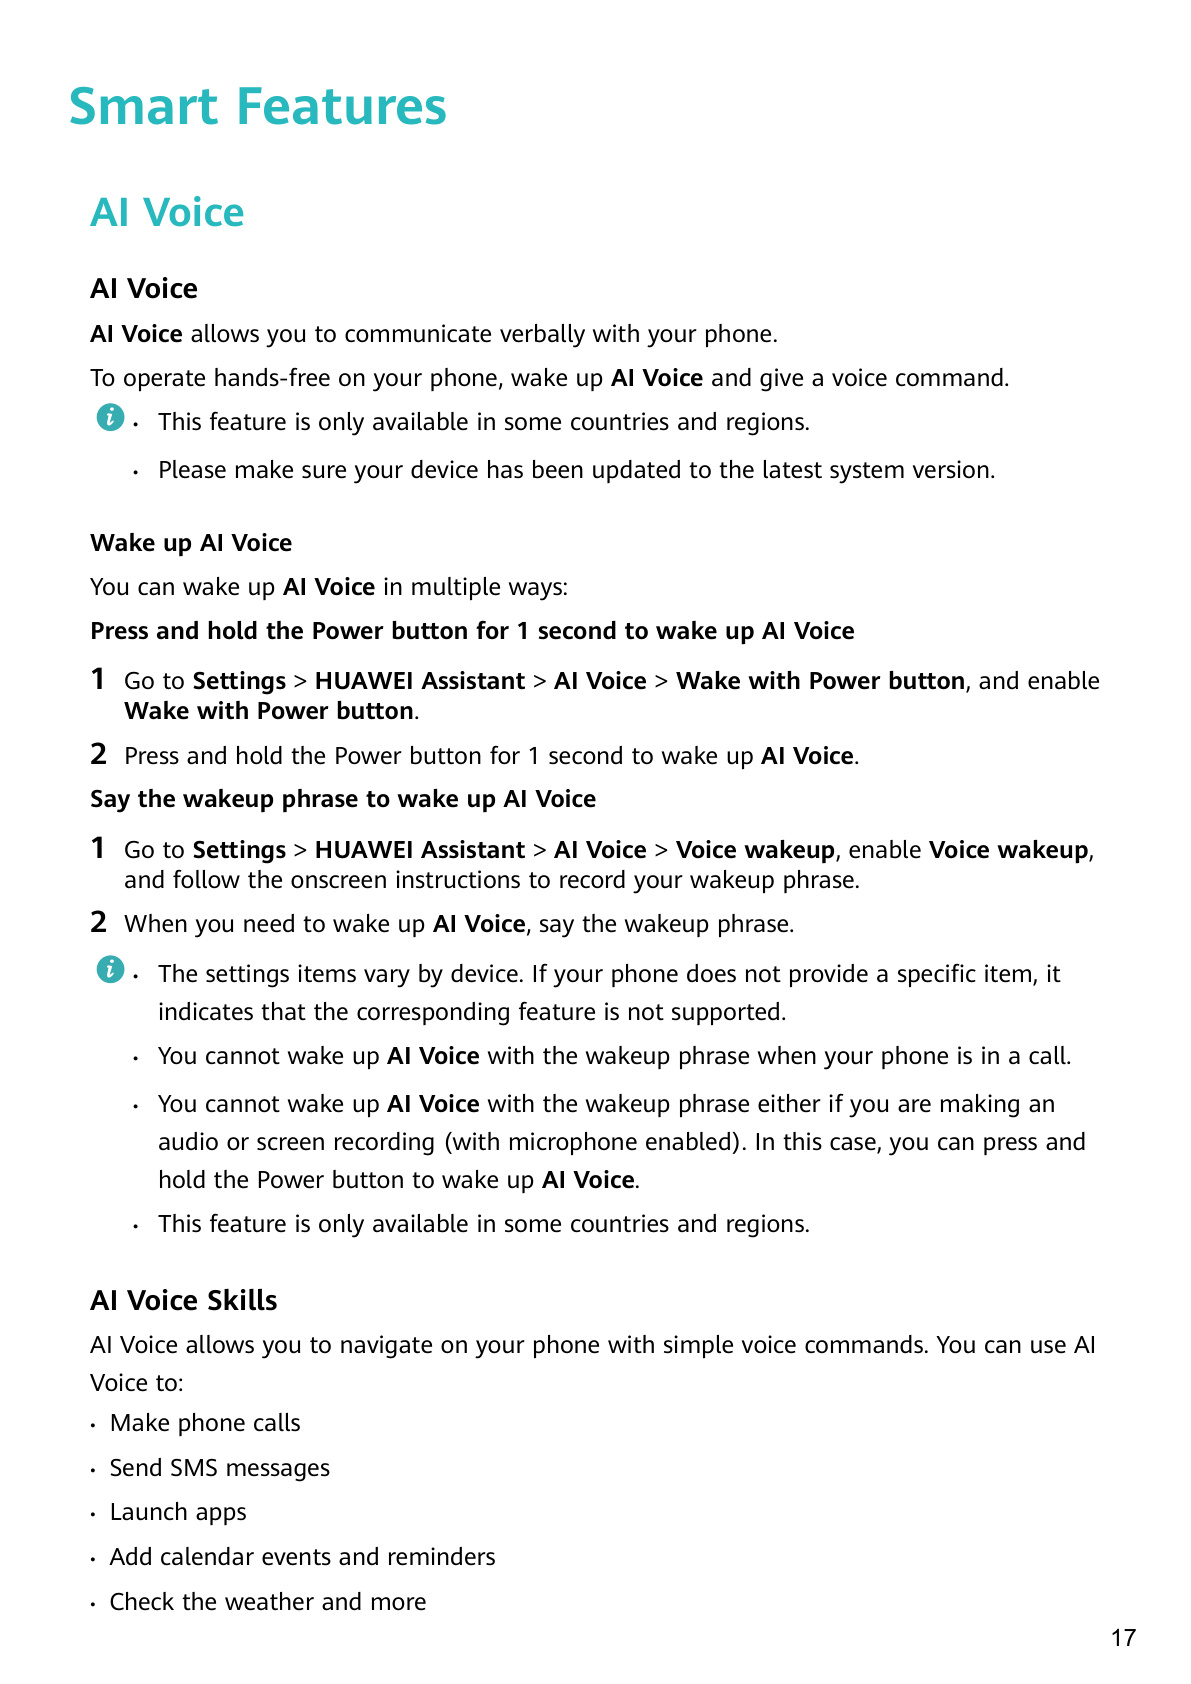 Smart Features
AI Voice
AI Voice
AI Voice allows you to communicate verbally with your phone.
To operate hands-free on your phone, wake up AI Voice and give a voice command.
• This feature is only available in some countries and regions.
• Please make sure your device has been updated to the latest system version.
Wake up AI Voice
You can wake up AI Voice in multiple ways:
Press and hold the Power button for 1 second to wake up AI Voice
1 Go to Settings > HUAWEI Assistant > AI Voice > Wake with Power button, and enable
Wake with Power button.
2 Press and hold the Power button for 1 second to wake up AI Voice.
Say the wakeup phrase to wake up AI Voice
1 Go to Settings > HUAWEI Assistant > AI Voice > Voice wakeup, enable Voice wakeup,
and follow the onscreen instructions to record your wakeup phrase.
2 When you need to wake up AI Voice, say the wakeup phrase.
• The settings items vary by device. If your phone does not provide a specific item, it
indicates that the corresponding feature is not supported.
• You cannot wake up AI Voice with the wakeup phrase when your phone is in a call.
• You cannot wake up AI Voice with the wakeup phrase either if you are making an
audio or screen recording (with microphone enabled). In this case, you can press and
hold the Power button to wake up AI Voice.
• This feature is only available in some countries and regions.
AI Voice Skills
AI Voice allows you to navigate on your phone with simple voice commands. You can use AI
Voice to:
• Make phone calls
• Send SMS messages
• Launch apps
• Add calendar events and reminders
• Check the weather and more
17